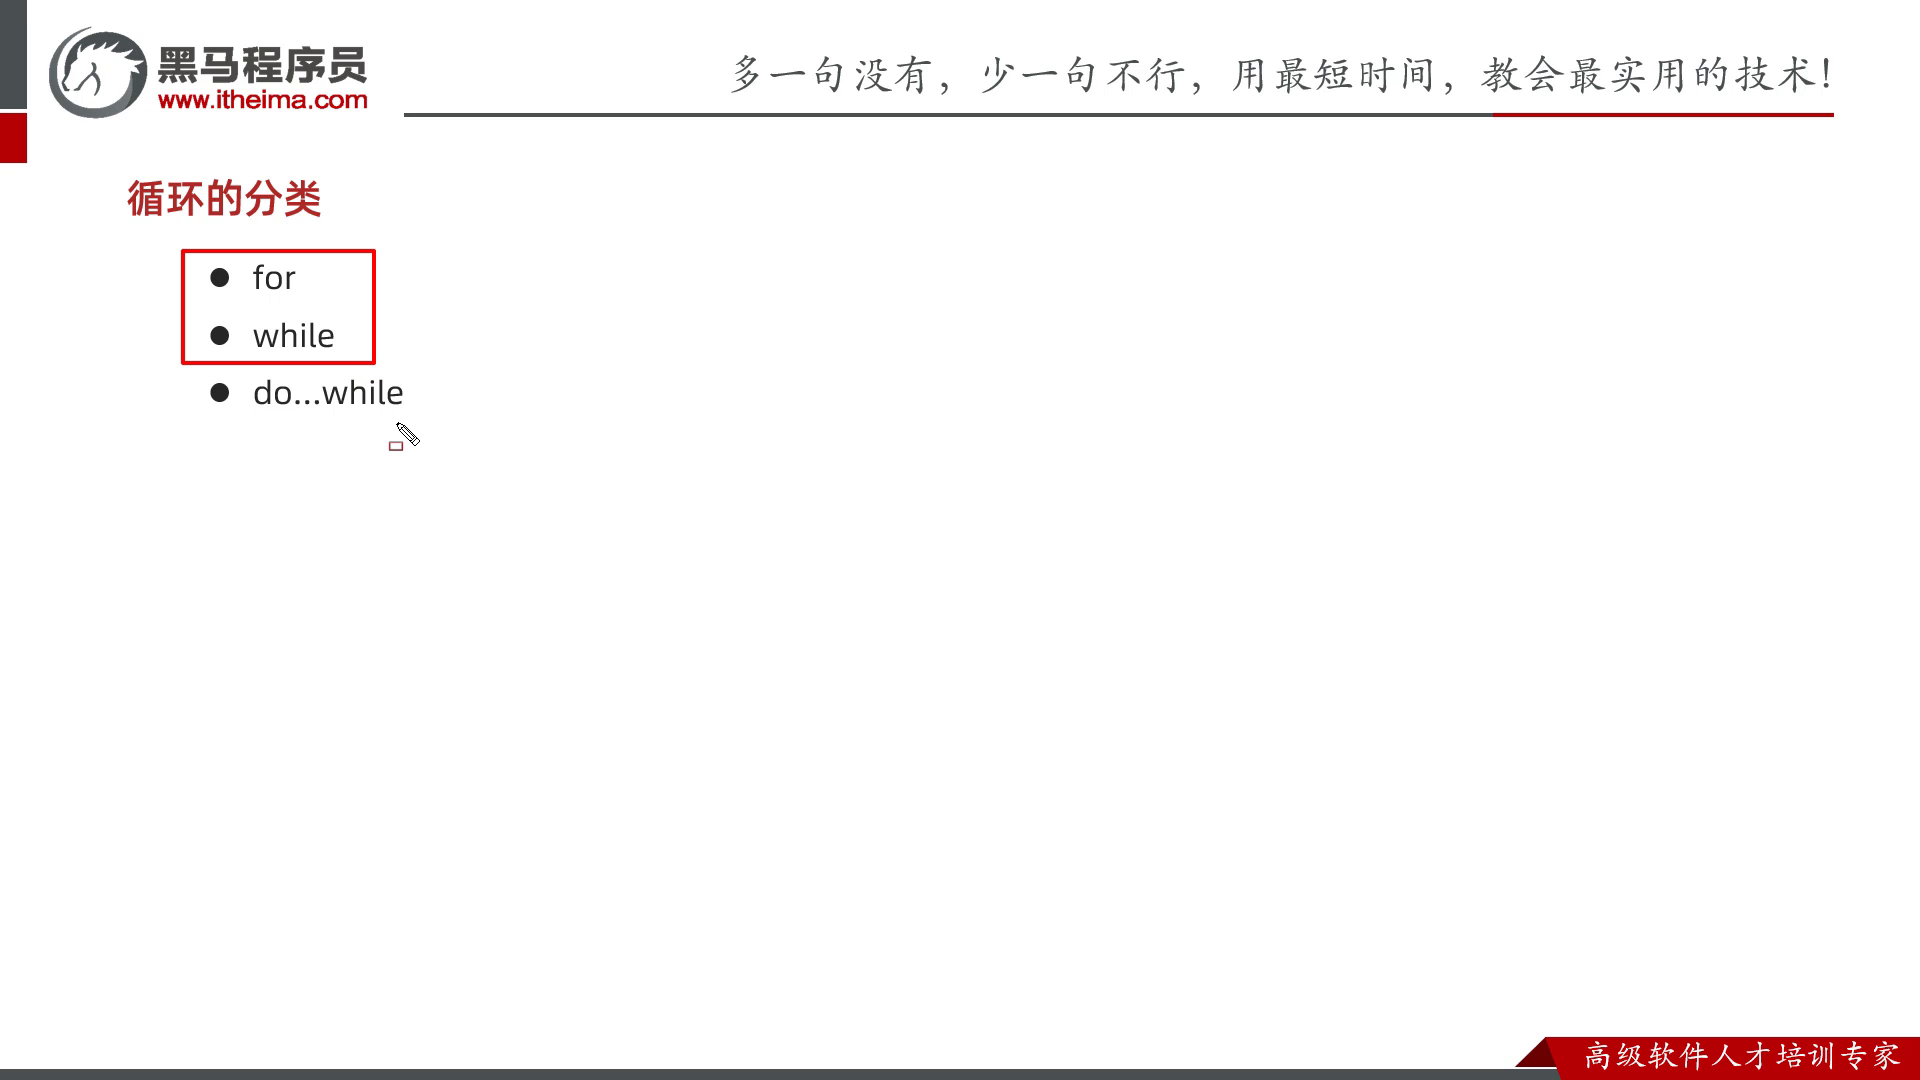 黑马程序员
www.itheima.com
多一句没有，少一句不行，用最短时间，教会最实用的技术！
循环的分类
● for
● while
● do...while
高级软件人才培训专家